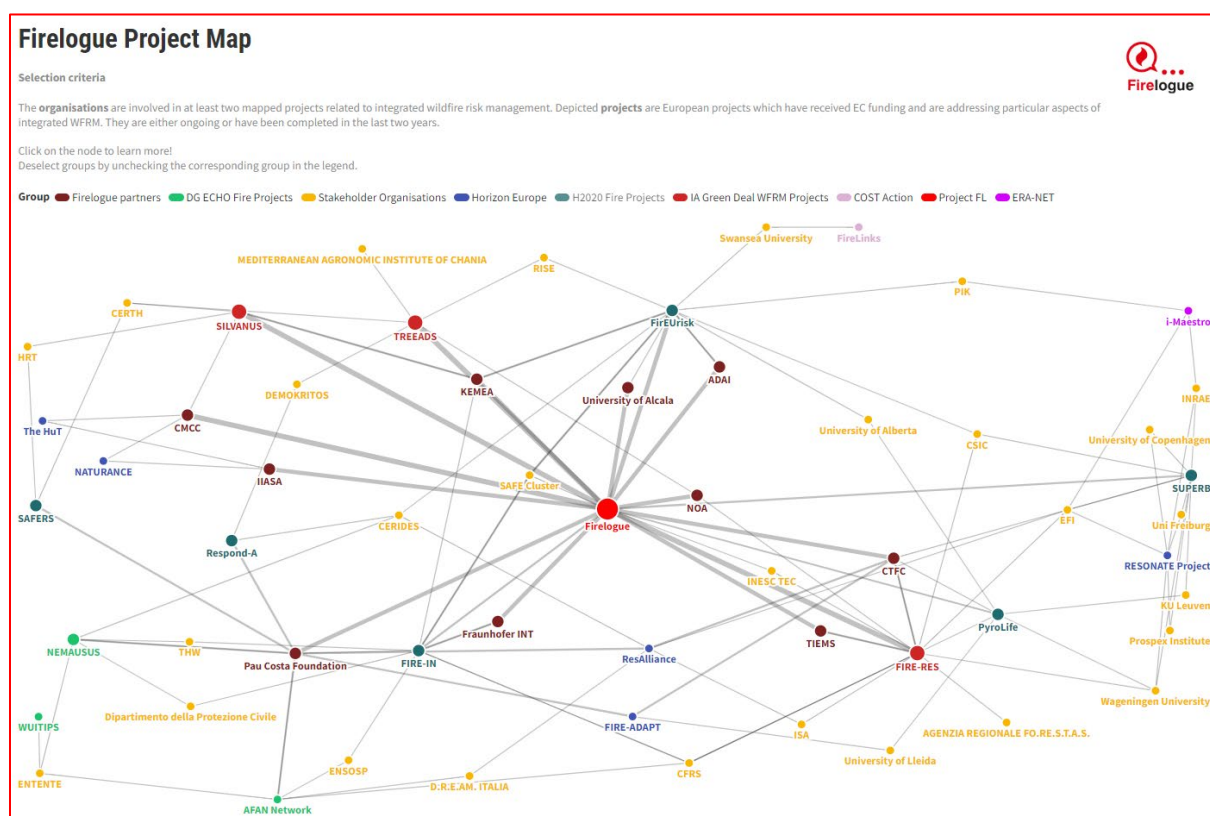 Firelogue Project Map
Selection criteria
Firelogue
The organisations are involved in at least two mapped projects related to integrated wildfire risk management. Depicted projects are European projects which have received EC funding and are addressing particular aspects of
integrated WFRM. They are either ongoing or have been completed in the last two years.
Click on the node to learn more!
Deselect groups by unchecking the corresponding group in the legend.
Group Firelogue partners DG ECHO Fire Projects Stakeholder Organisations Horizon Europe H2020 Fire Projects IA Green Deal WFRM Projects COST Action Project FL ERA-NET
Swansea University FireLinks
MEDITERRANEAN AGRONOMIC INSTITUTE OF CHANIA
RISE
PIK
CERTH
SILVANUS
TREEADS
FirEUrisk
i-Maestro
HRT
KEMEA
ADAI
DEMOKRITOS
University of Alcala
INRAE
The HuT
CMCC
University of Alberta
CSIC
University of Copenhagen
NATURANCE
IIASA
SAFE Cluster
SUPERB
SAFERS
CERIDES
Firelogue
NOA
EFI
Uni Freiburg
Respond-A
INESC TEC
CTFC
RESONATE Project
KU Leuven
NEMAUSUS
THW
Pau Costa Foundation
FIRE-IN
Fraunhofer INT
ResAlliance
TIEMS
FIRE-RES
PyroLife
Prospex Institute
Dipartimento della Protezione Civile
WUITIPS
FIRE-ADAPT
ISA
AGENZIA REGIONALE FO.RE.S.T.A.S.
Wageningen University
ENTENTE
ENSOSP
D.R.E.AM. ITALIA
CFRS
University of Lleida
AFAN Network